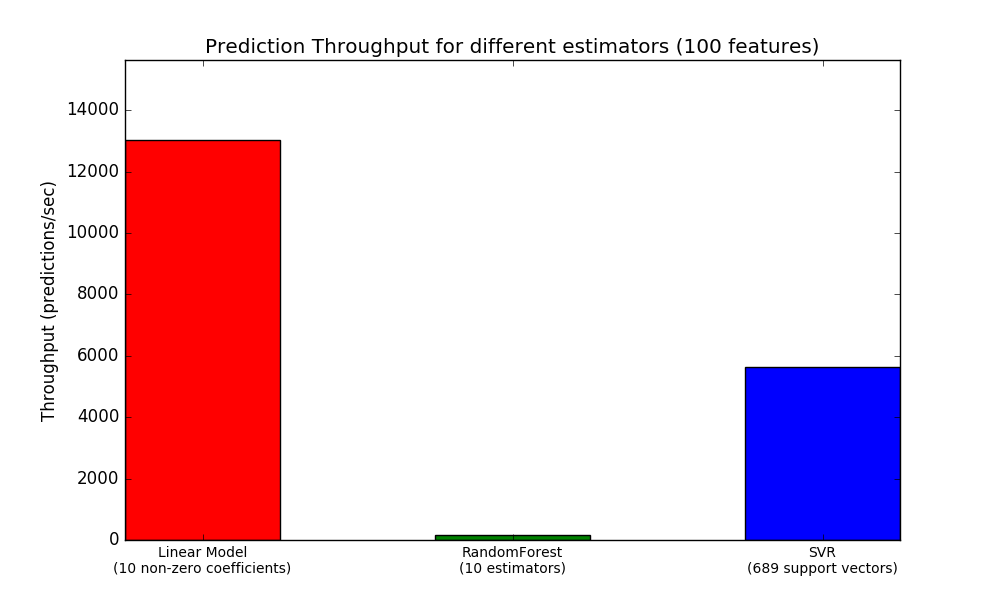 Prediction Throughput for different estimators (100 features)
Throughput (predictions/sec)
14000
12000
10000
8000
6000
4000
2000
0
Linear Model
(10 non-zero coefficients)
RandomForest
(10 estimators)
SVR
(689 support vectors)